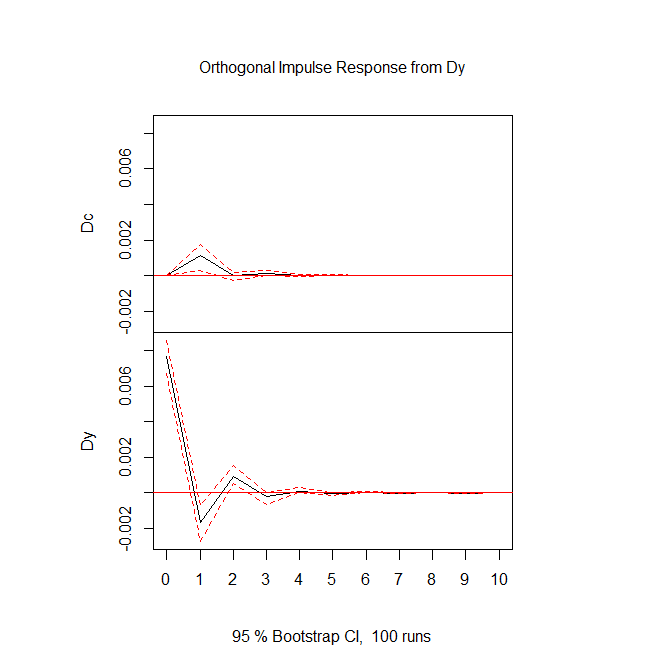 Orthogonal Impulse Response from Dy
Dc
0.006
0.002
-0.002
Dy
0.006
0.002
-0.002
0 1 2 3 4 5 6 7 8 9 10
95 % Bootstrap CI,  100 runs